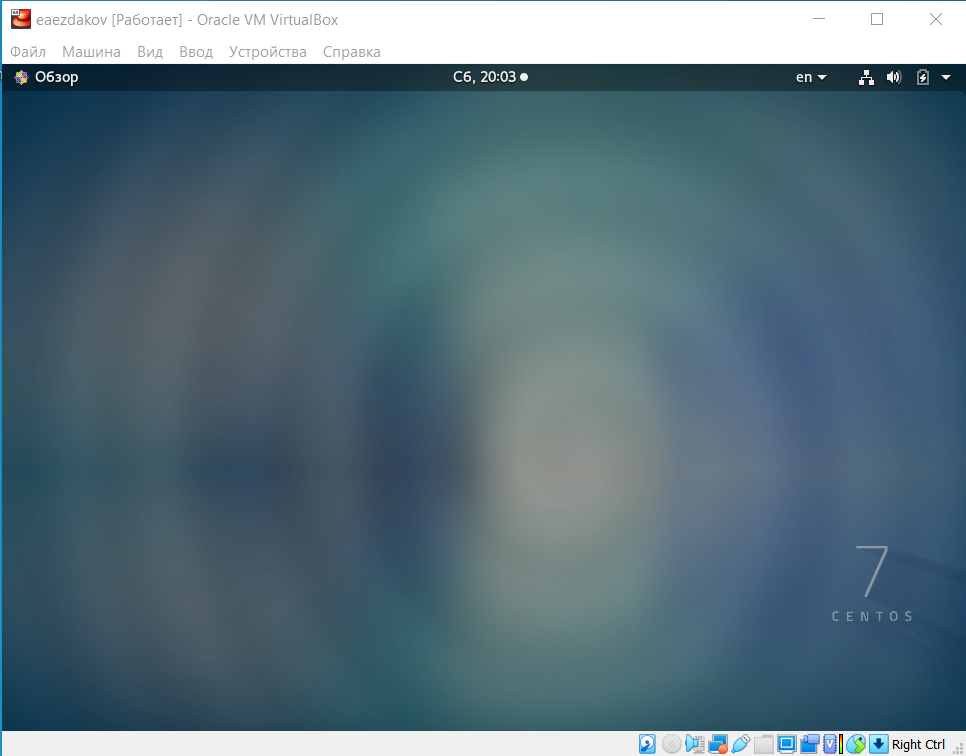 eaezdakov [Работает] - Oracle VM VirtualBox
Файл Машина Вид Ввод Устройства Справка
Обзор Сб, 20:03 en
7
CENTOS
Right Ctrl